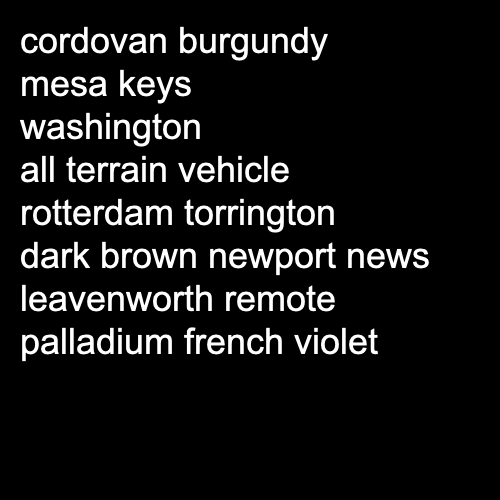 cordovan burgundy
mesa keys
washington
all terrain vehicle
rotterdam torrington
dark brown newport news
leavenworth remote
palladium french violet